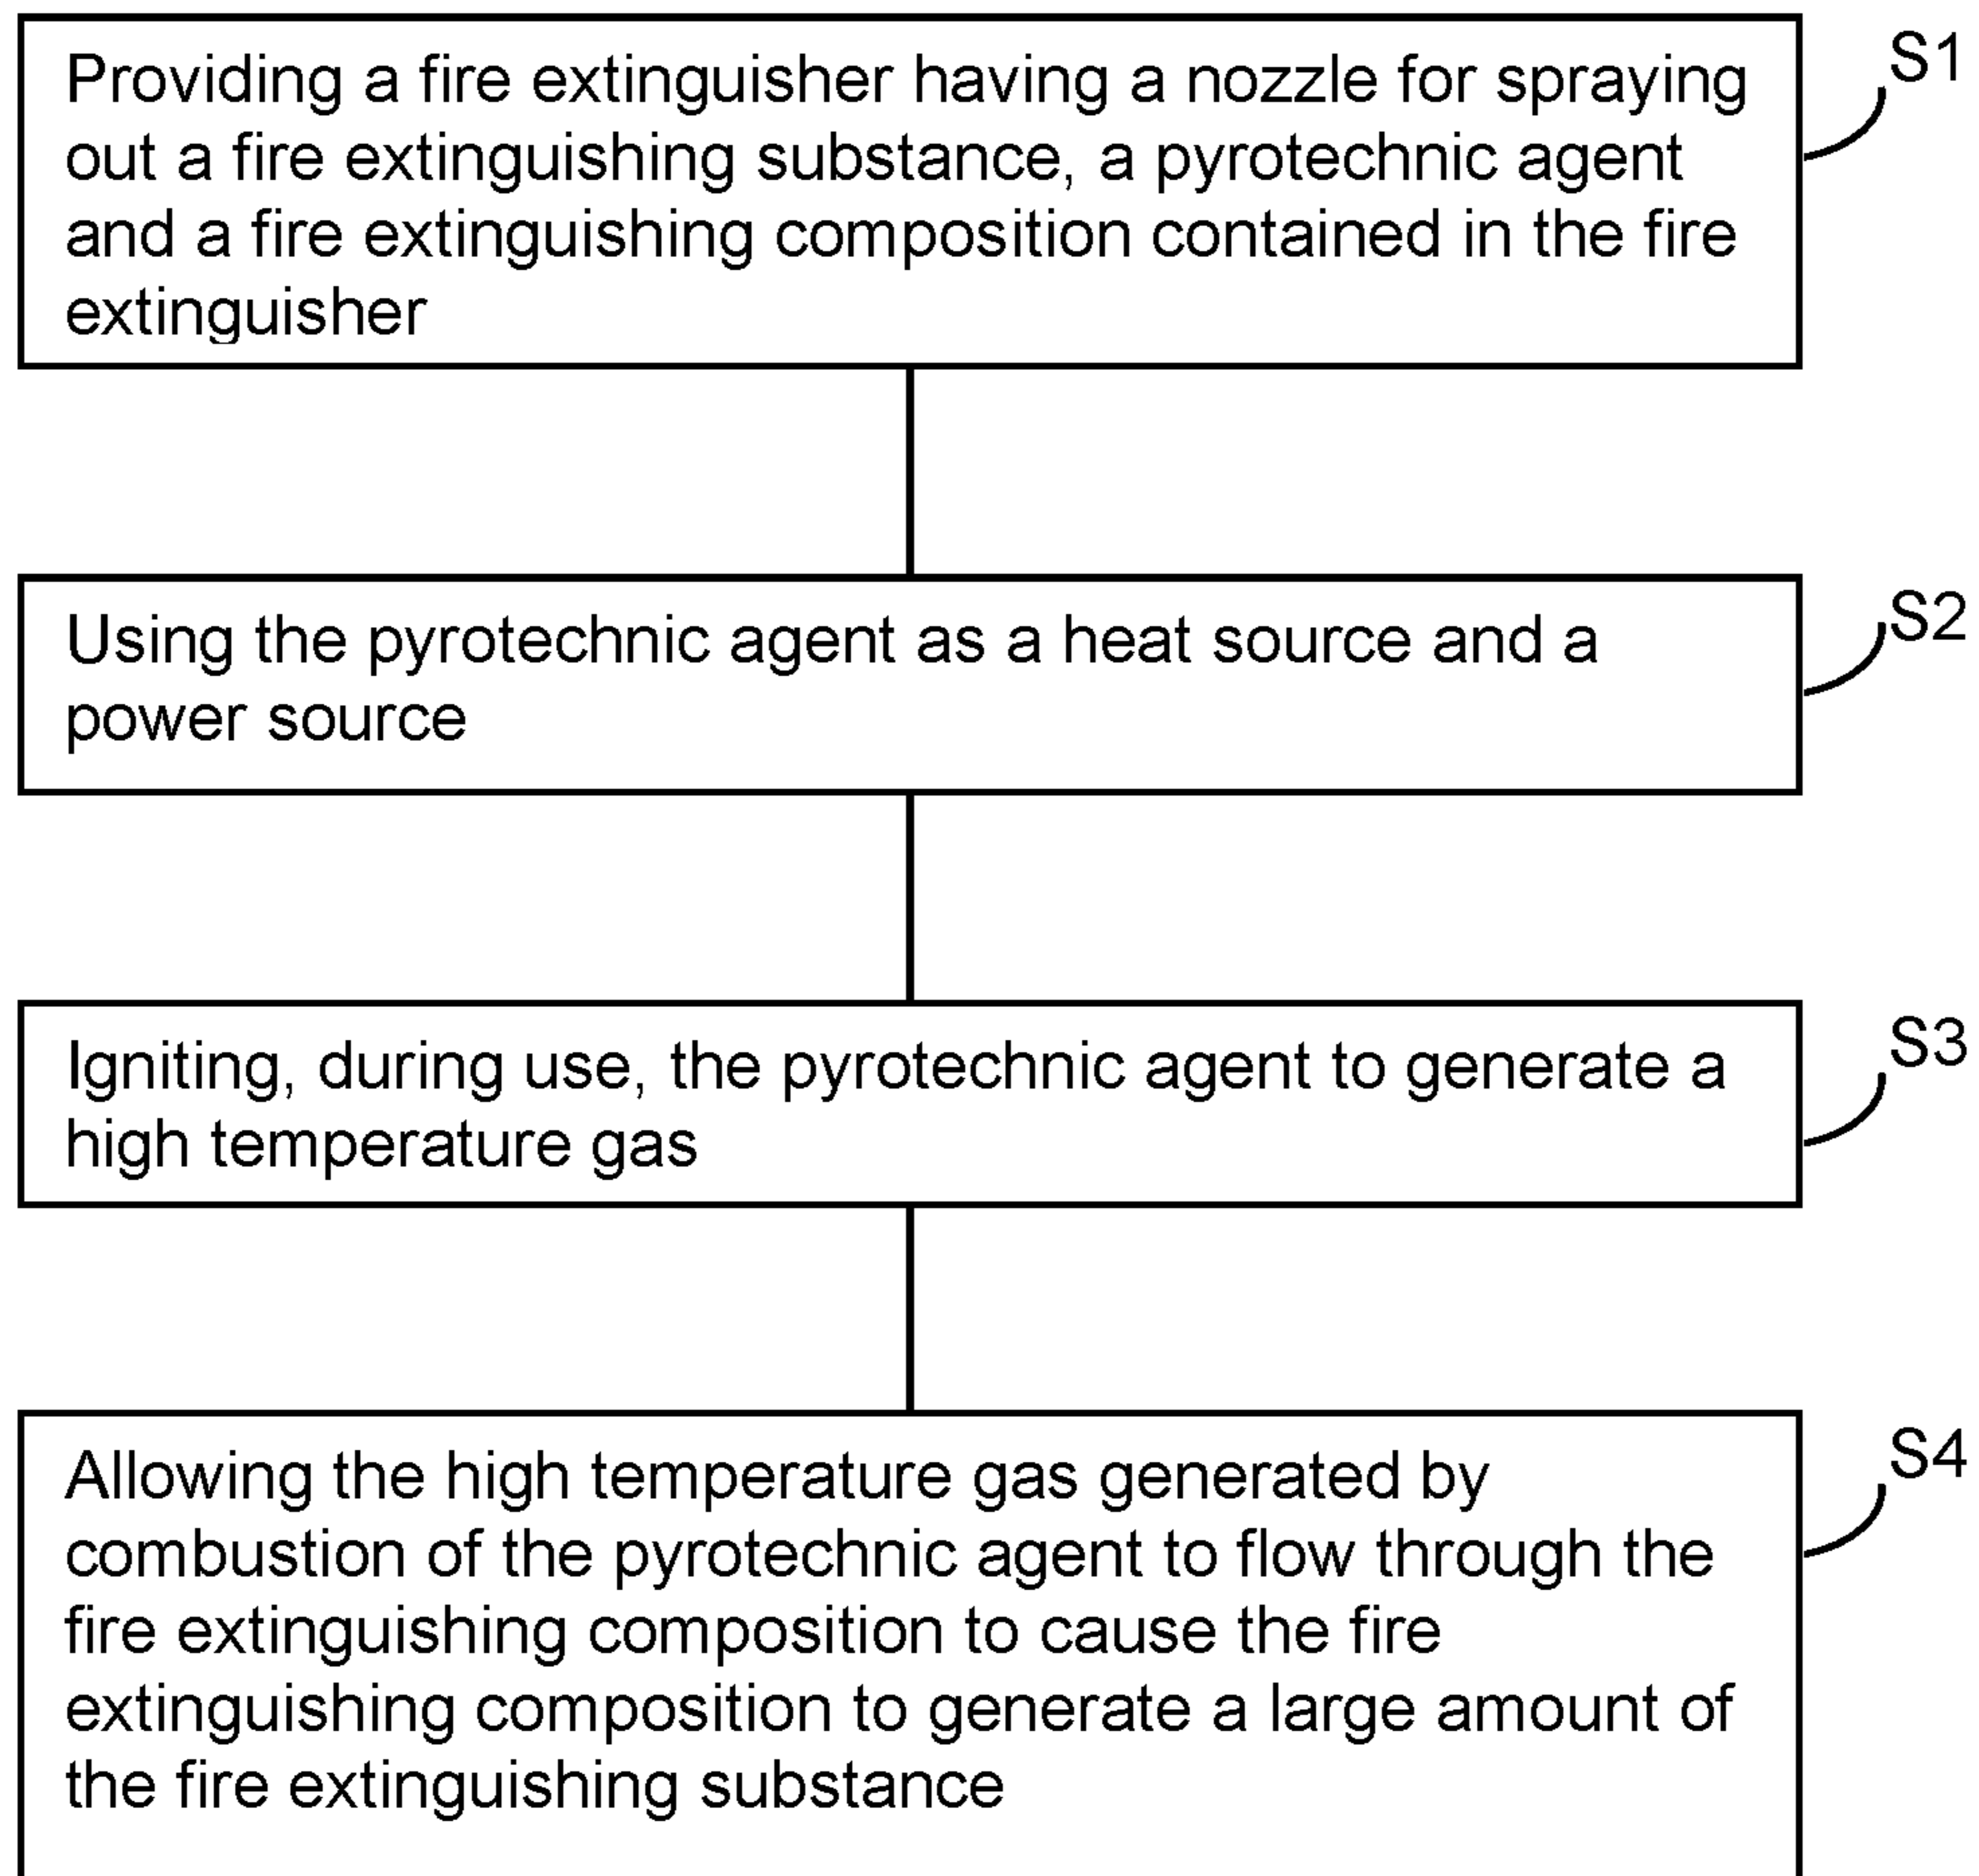 Providing a fire extinguisher having a nozzle for spraying
out a fire extinguishing substance, a pyrotechnic agent
and a fire extinguishing composition contained in the fire
extinguisher
S1
Using the pyrotechnic agent as a heat source and a
power source
S2
Igniting, during use, the pyrotechnic agent to generate a
high temperature gas
S3
Allowing the high temperature gas generated by
combustion of the pyrotechnic agent to flow through the
fire extinguishing composition to cause the fire
extinguishing composition to generate a large amount of
the fire extinguishing substance
S4